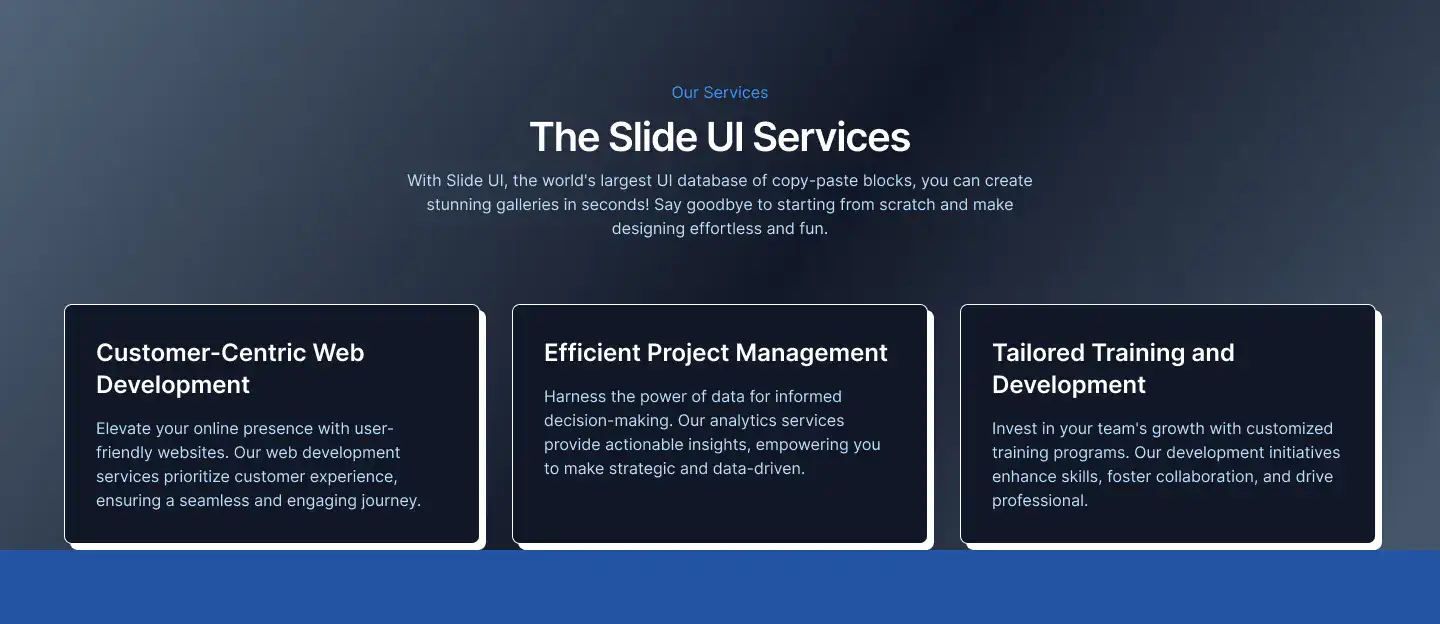 Our Services
The Slide UI Services
With Slide UI, the world's largest UI database of copy-paste blocks, you can create
stunning galleries in seconds! Say goodbye to starting from scratch and make
designing effortless and fun.
Customer-Centric Web
Development
Elevate your online presence with user-
friendly websites. Our web development
services prioritize customer experience,
ensuring a seamless and engaging journey.
Efficient Project Management
Harness the power of data for informed
decision-making. Our analytics services
provide actionable insights, empowering you
to make strategic and data-driven.
Tailored Training and
Development
Invest in your team's growth with customized
training programs. Our development initiatives
enhance skills, foster collaboration, and drive
professional.